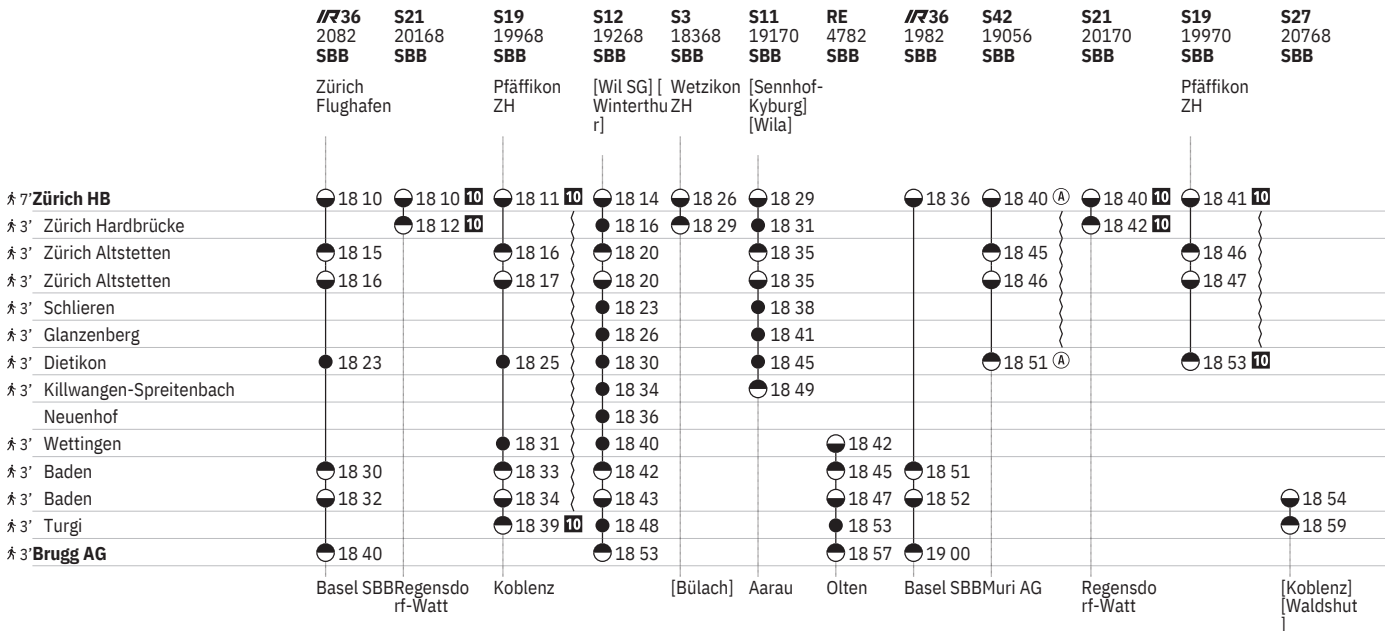 IR36 S21 S19 S12 S3 S11 RE IR36 S42 S21 S19 S27
2082 20168 19968 19268 18368 19170 4782 1982 19056 20170 19970 20768
SBB SBB SBB SBB SBB SBB SBB SBB SBB SBB SBB SBB
Zürich Pfäffikon [Wil SG] [ Wetzikon [Sennhof- Pfäffikon
Flughafen ZH Winterthu ZH Kyburg] ZH
r] [Wila]
7’ Zürich HB 18 10 18 10 10 18 11 10 18 14 18 26 18 29 18 36 18 40 A 18 40 10 18 41 10
3’ Zürich Hardbrücke 18 12 10 18 16 18 29 18 31 18 42 10
3’ Zürich Altstetten 18 15 18 16 18 20 18 35 18 45 18 46
3’ Zürich Altstetten 18 16 18 17 18 20 18 35 18 46 18 47
3’ Schlieren 18 23 18 38
3’ Glanzenberg 18 26 18 41
3’ Dietikon 18 23 18 25 18 30 18 45 18 51 A 18 53 10
3’ Killwangen-Spreitenbach 18 34 18 49
Neuenhof 18 36
3’ Wettingen 18 31 18 40 18 42
3’ Baden 18 30 18 33 18 42 18 45 18 51
3’ Baden 18 32 18 34 18 43 18 47 18 52 18 54
3’ Turgi 18 39 10 18 48 18 53 18 59
3’ Brugg AG 18 40 18 53 18 57 19 00
Basel SBB Regensdo Koblenz [Bülach] Aarau Olten Basel SBB Muri AG Regensdo [Koblenz]
rf-Watt rf-Watt [Waldshut
]